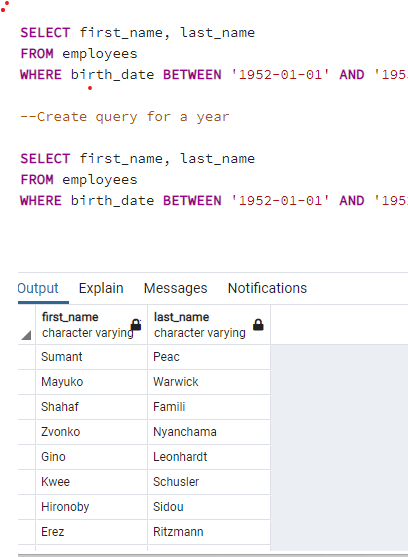 SELECT first_name, last_name
FROM employees
WHERE birth_date BETWEEN '1952-01-01' AND '195
--Create query for a year
SELECT first_name, last_name
FROM employees
WHERE birth_date BETWEEN '1952-01-01' AND '195
Output Explain Messages Notifications
first_name last_name
character varying character varying
Sumant Peac
Mayuko Warwick
Shahaf Famili
Zvonko Nyanchama
Gino Leonhardt
Kwee Schusler
Hironoby Sidou
Erez Ritzmann